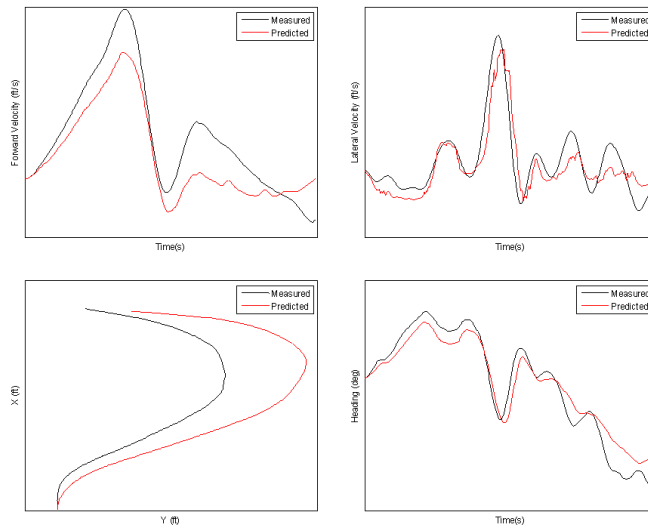 Measured
Predicted
Forward Velocity (ft/s)
Time(s)
Measured
Predicted
Lateral Velocity (ft/s)
Time(s)
Measured
Predicted
X (ft)
Y (ft)
Measured
Predicted
Heading (deg)
Time(s)